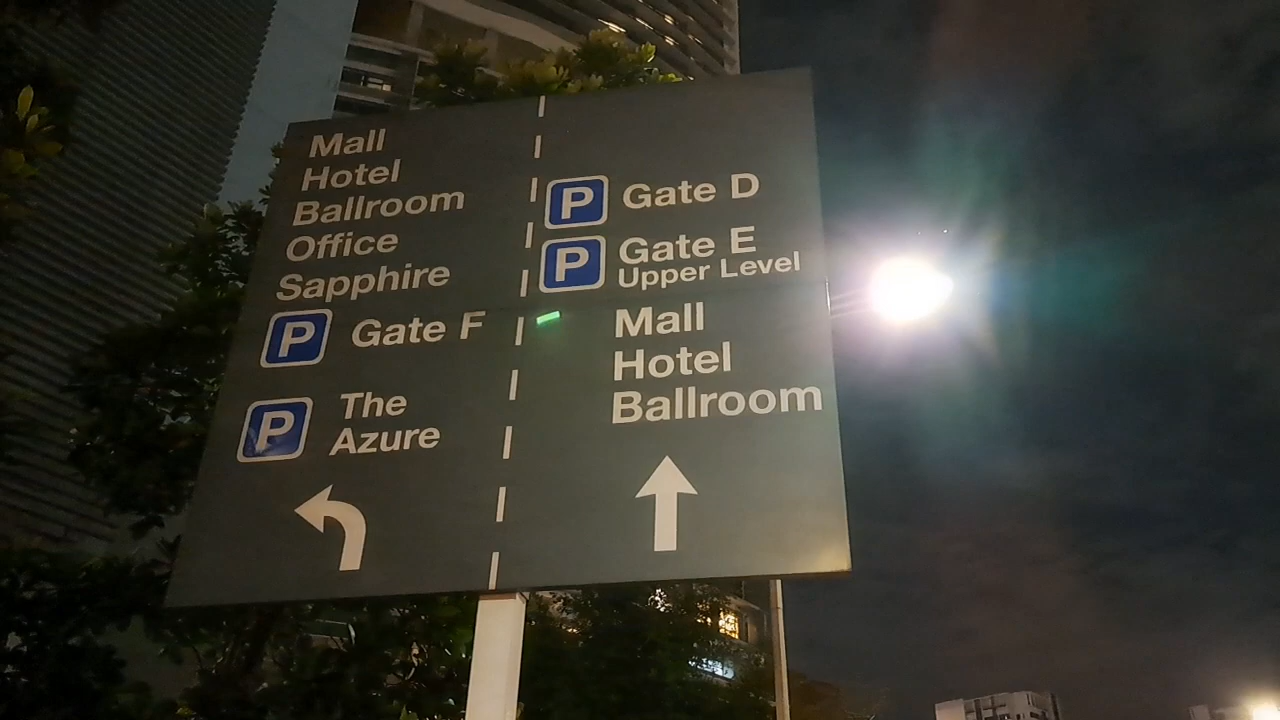 Mall
Hotel
Ballroom
Office
Sapphire
P Gate F
P The
Azure
P Gate D
P Gate E
Upper Level
Mall
Hotel
Ballroom